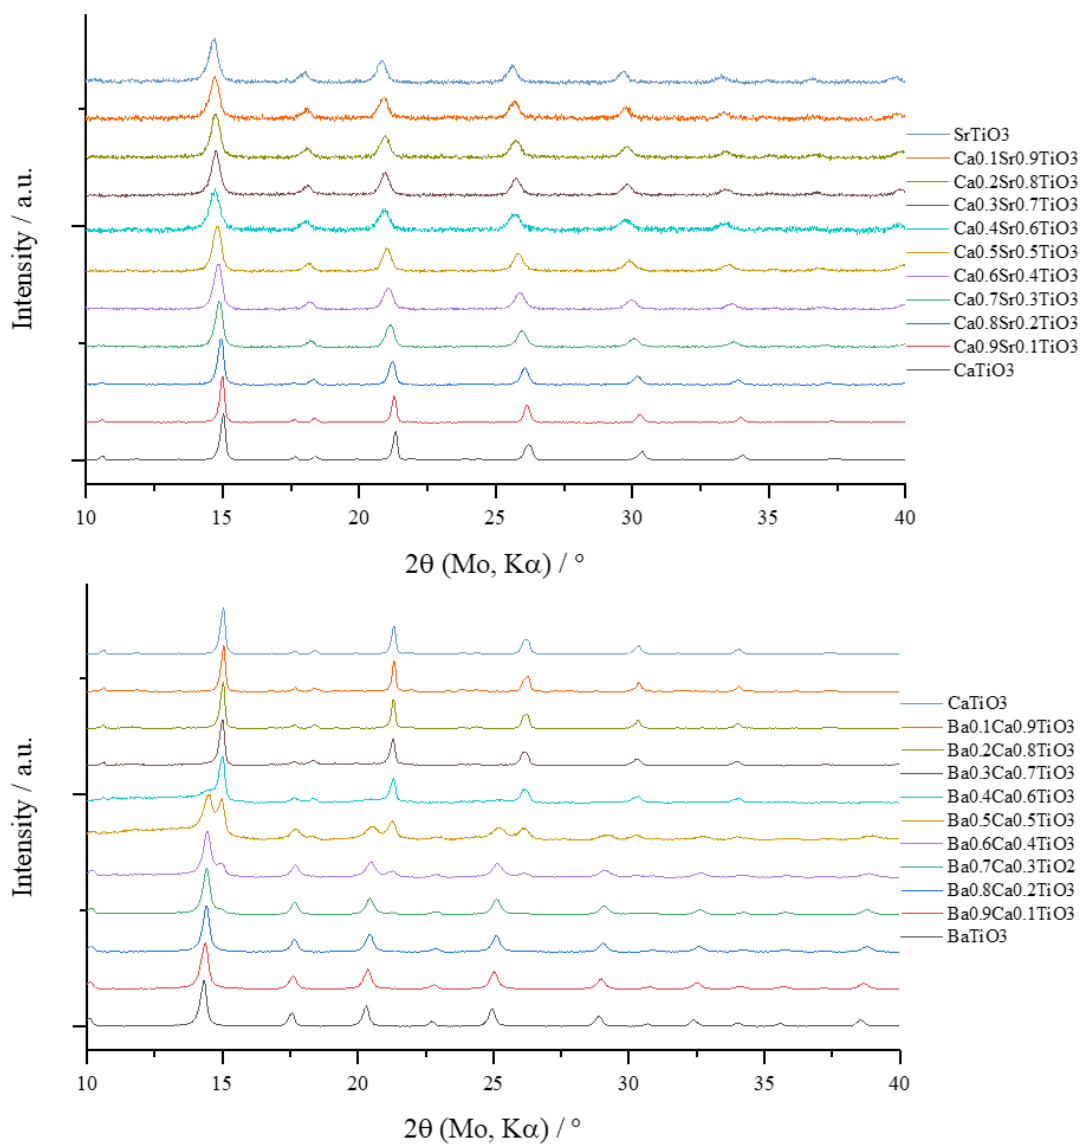 Intensity / a.u.
SrTiO3
Ca0.1Sr0.9TiO3
Ca0.2Sr0.8TiO3
Ca0.3Sr0.7TiO3
Ca0.4Sr0.6TiO3
Ca0.5Sr0.5TiO3
Ca0.6Sr0.4TiO3
Ca0.7Sr0.3TiO3
Ca0.8Sr0.2TiO3
Ca0.9Sr0.1TiO3
CaTiO3
10 15 20 25 30 35 40
2θ (Mo, Kα) / °
Intensity / a.u.
CaTiO3
Ba0.1Ca0.9TiO3
Ba0.2Ca0.8TiO3
Ba0.3Ca0.7TiO3
Ba0.4Ca0.6TiO3
Ba0.5Ca0.5TiO3
Ba0.6Ca0.4TiO3
Ba0.7Ca0.3TiO2
Ba0.8Ca0.2TiO3
Ba0.9Ca0.1TiO3
BaTiO3
10 15 20 25 30 35 40
2θ (Mo, Kα) / °